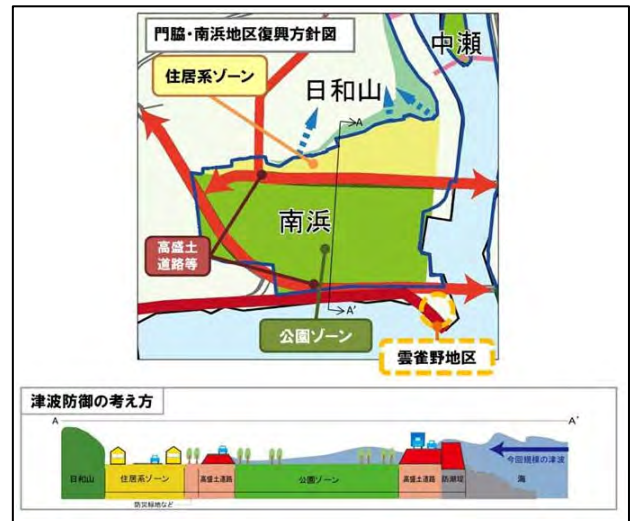 門脇・南浜地区復興方針図
中瀬
住居系ゾーン
日和山
A
南浜
高盛土
道路等
A'
公園ゾーン
雲雀野地区
津波防御の考え方
A
A'
今回規模の津波
日和山
住居系ゾーン
高盛土道路
公園ゾーン
高盛土道路
防潮堤
海
防災緑地など